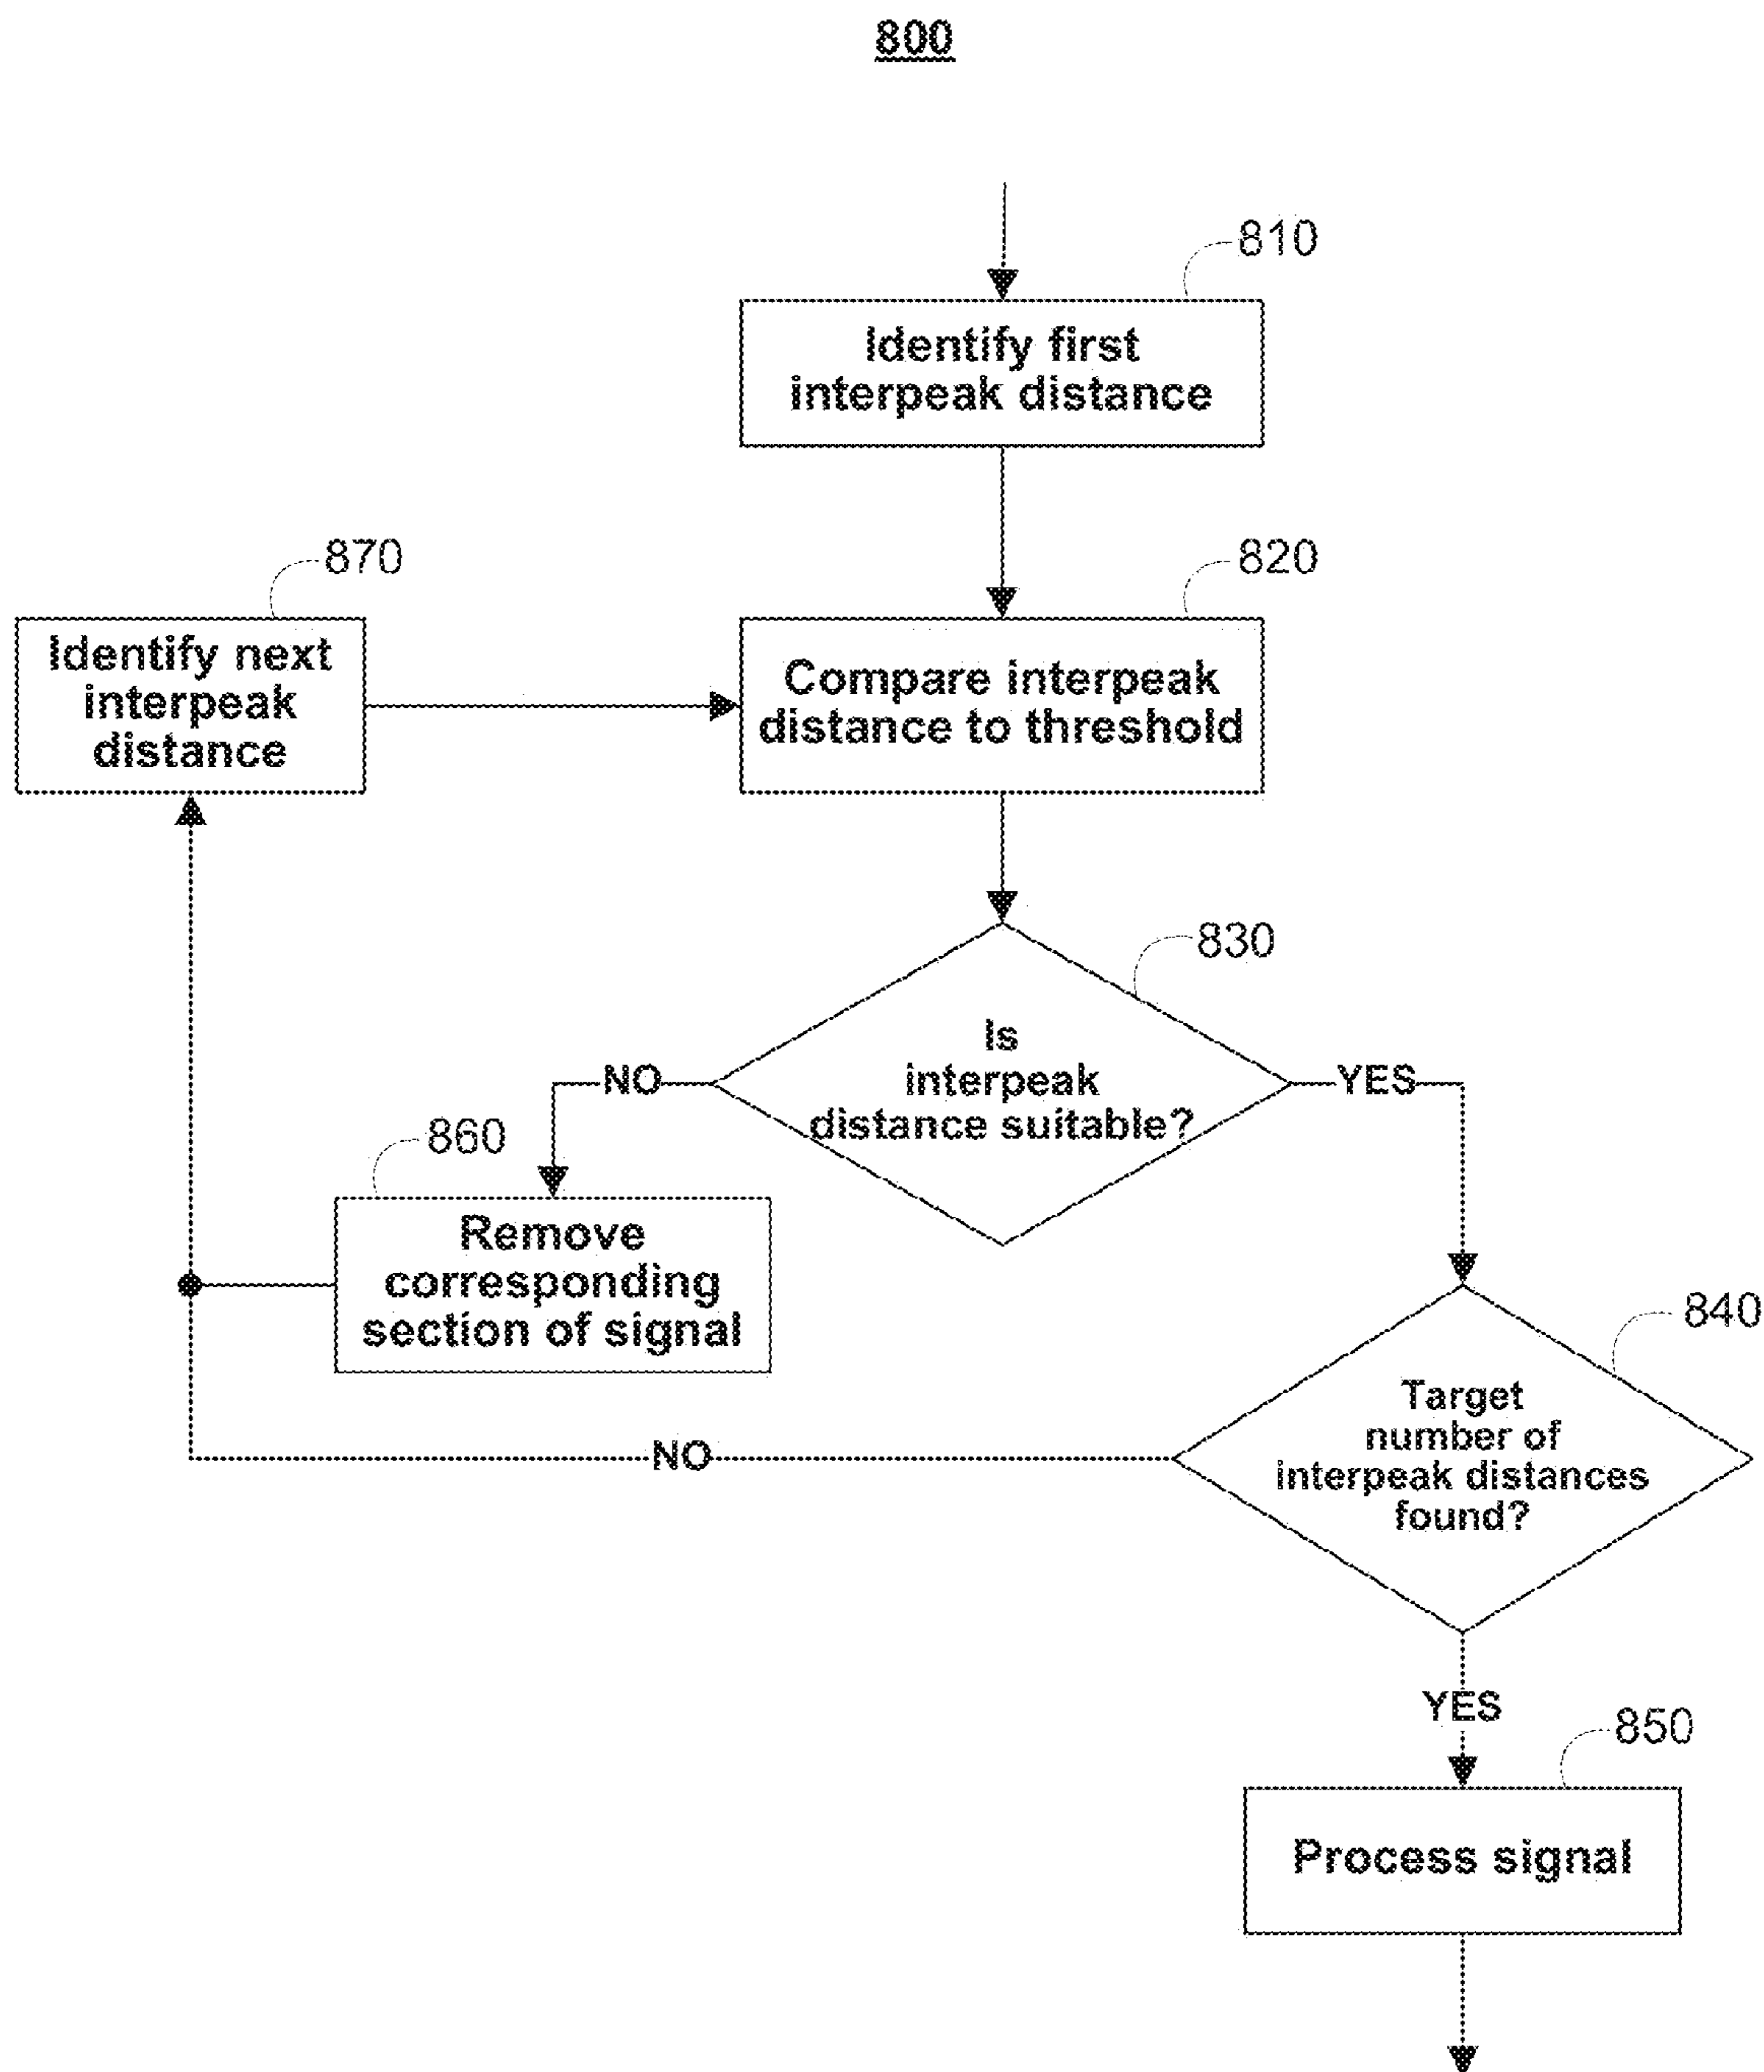 800
810
Identify first
interpeak distance
870
820
Identify next
interpeak
distance
Compare interpeak
distance to threshold
830
Is
interpeak
distance suitable?
NO
YES
860
Remove
corresponding
section of signal
840
Target
number of
interpeak distances
found?
NO
YES
850
Process signal